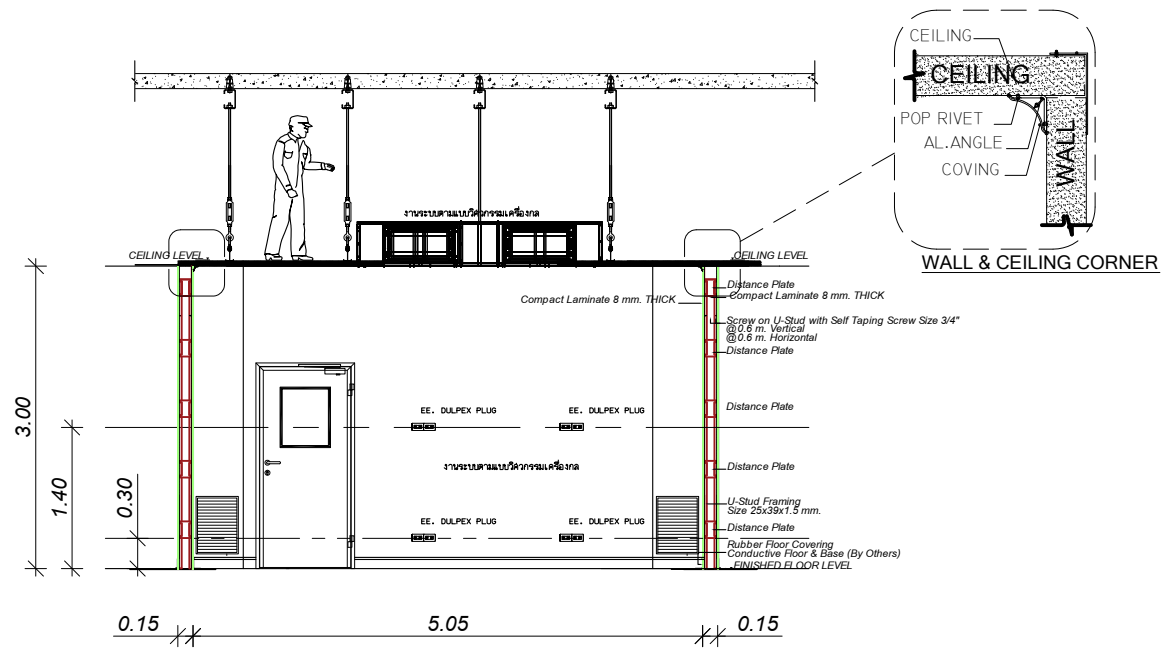 CEILING
CEILING
POP RIVET
AL.ANGLE
COVING
WALL
WALL & CEILING CORNER
งานระบบตามแบบวิศวกรรมเครื่องกล
CEILING LEVEL
CEILING LEVEL
Distance Plate
Compact Laminate 8 mm. THICK
Compact Laminate 8 mm. THICK
Screw on U-Stud with Self Taping Screw Size 3/4"
@0.6 m. Vertical
@0.6 m. Horizontal
Distance Plate
Distance Plate
EE. DULPEX PLUG
EE. DULPEX PLUG
งานระบบตามแบบวิศวกรรมเครื่องกล
Distance Plate
U-Stud Framing
Size 25x39x1.5 mm.
EE. DULPEX PLUG
EE. DULPEX PLUG
Distance Plate
Rubber Floor Covering
Conductive Floor & Base (By Others)
FINISHED FLOOR LEVEL
3.00
1.40
0.30
0.15
5.05
0.15